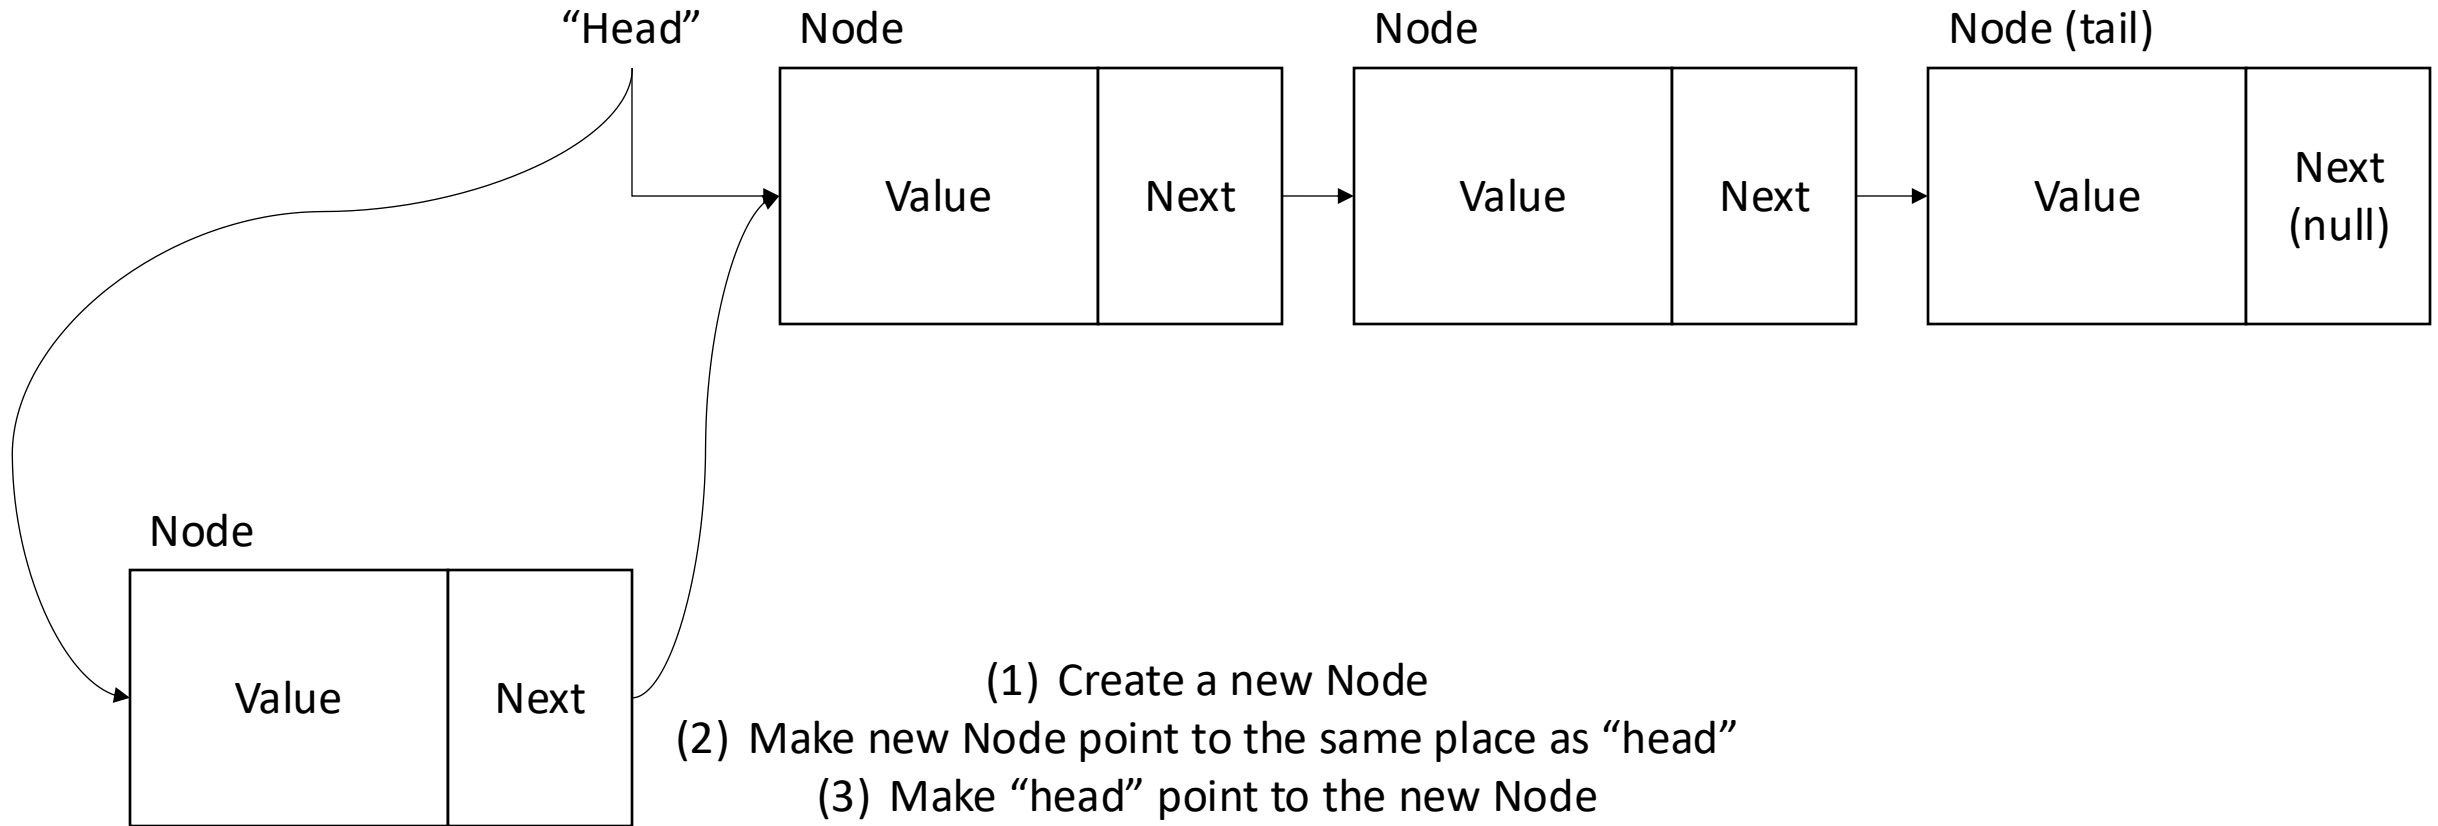 “Head”
Node
Node
Node (tail)
Value
Next
Value
Next
Value
Next
(null)
Node
Value
Next
(1) Create a new Node
(2) Make new Node point to the same place as “head”
(3) Make “head” point to the new Node